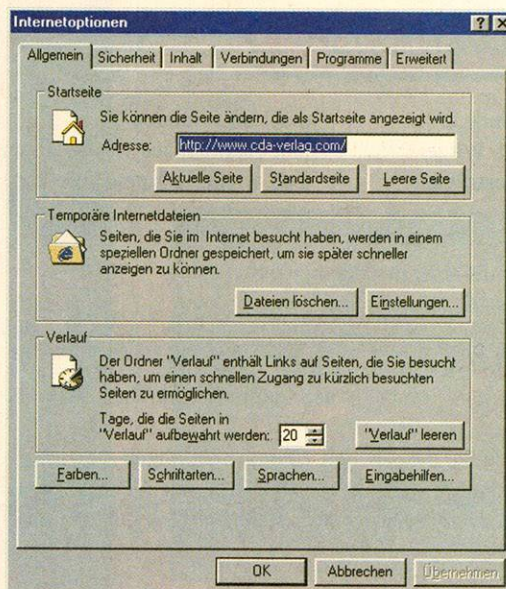 Internetoptionen
Allgemein Sicherheit Inhalt Verbindungen Programme Erweitert
Startseite
Sie können die Seite ändern, die als Startseite angezeigt wird.
Adresse: http://www.cda-verlag.com/
Aktuelle Seite Standardseite Leere Seite
Temporäre Internetdateien
Seiten, die Sie im Internet besucht haben, werden in einem
speziellen Ordner gespeichert, um sie später schneller
anzeigen zu können.
Dateien löschen... Einstellungen...
Verlauf
Der Ordner "Verlauf" enthält Links auf Seiten, die Sie besucht
haben, um einen schnellen Zugang zu kürzlich besuchten
Seiten zu ermöglichen.
Tage, die die Seiten in
"Verlauf" aufbewahrt werden: 20 "Verlauf" leeren
Farben... Schriftarten... Sprachen... Eingabehilfen...
OK Abbrechen Übernehmen